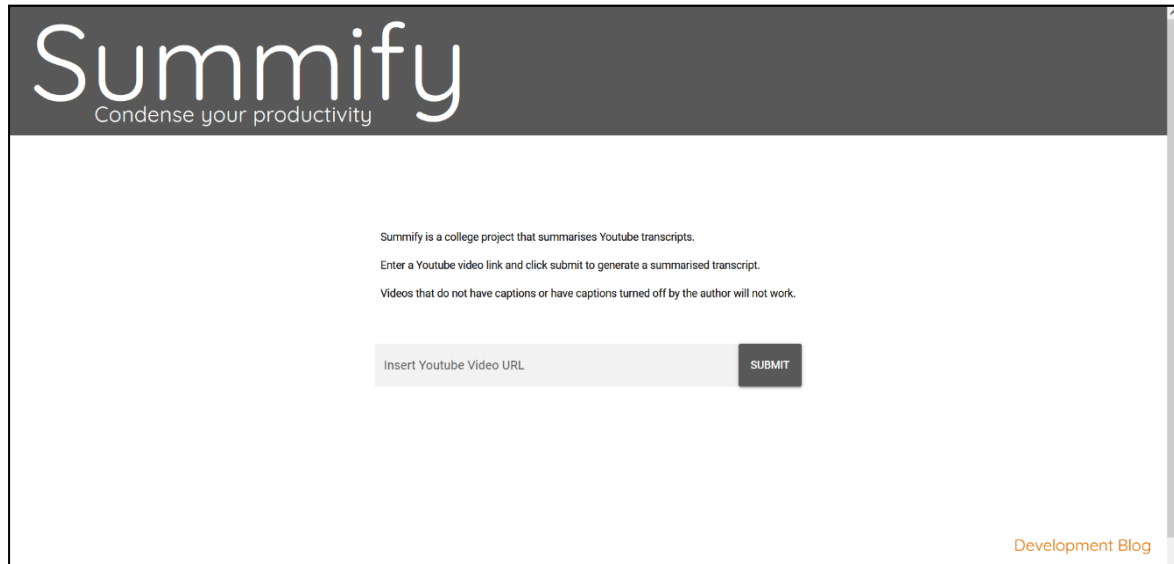 Summify
Condense your productivity
Summify is a college project that summarises Youtube transcripts.
Enter a Youtube video link and click submit to generate a summarised transcript.
Videos that do not have captions or have captions turned off by the author will not work.
Insert Youtube Video URL
SUBMIT
Development Blog